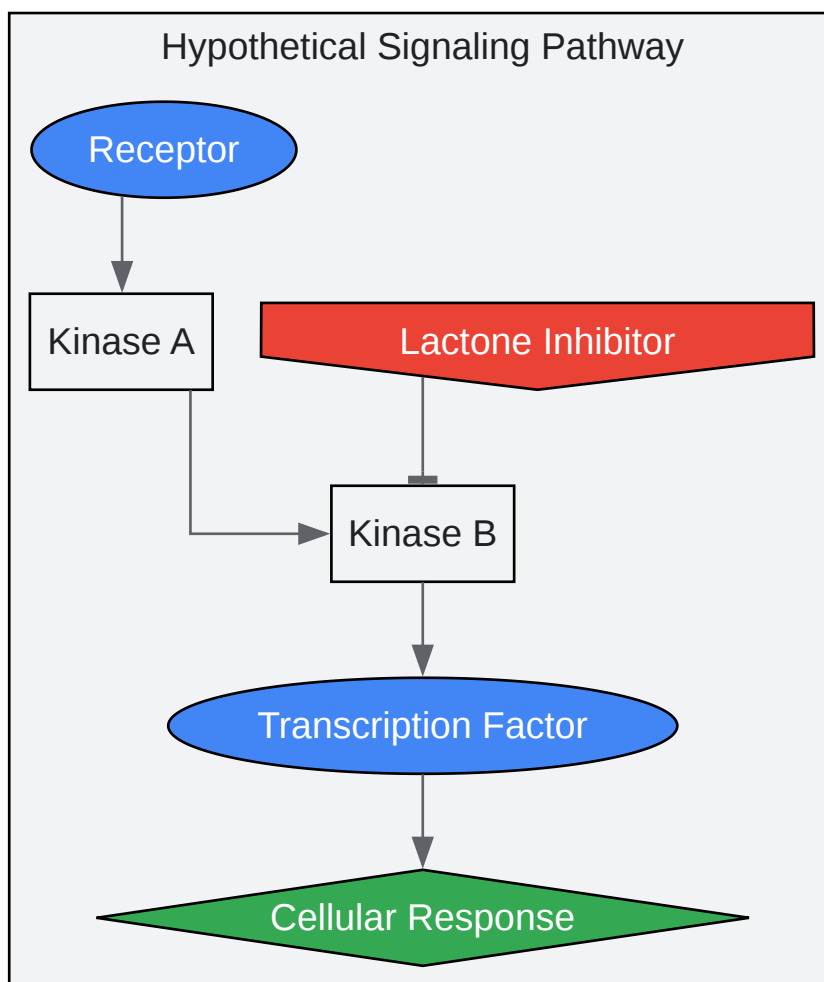 Hypothetical Signaling Pathway
Receptor
Kinase A
Lactone Inhibitor
Kinase B
Transcription Factor
Cellular Response